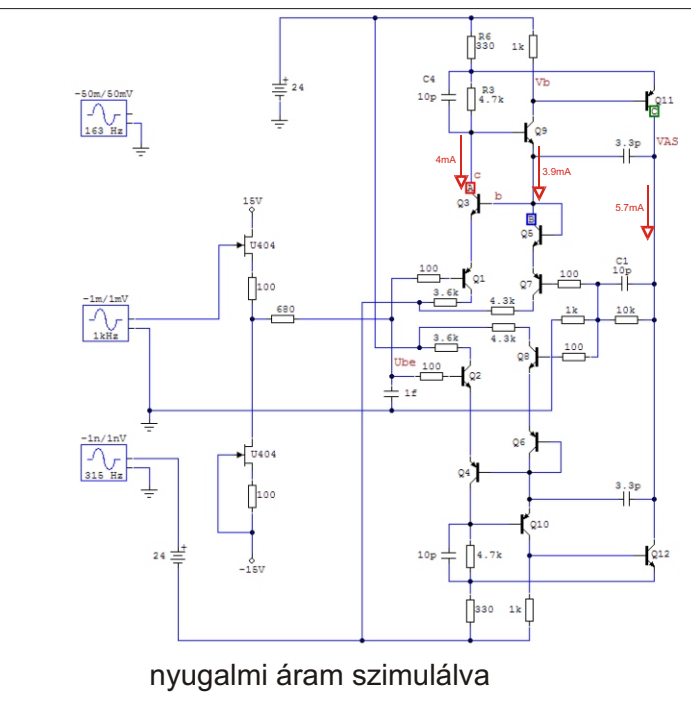 R6
330
1k
24
-50m/50mV
163 Hz
C4
10p
R3
4.7k
Vb
Q11
C
Q9
3.3p
VAS
4mA
c
3.9mA
Q3
b
5.7mA
15V
Q5
U404
100
Q1
100
3.6k
Q7
100
C1
10p
-1m/1mV
1kHz
680
4.3k
1k
10k
3.6k
4.3k
Ube
100
Q2
Q8
100
1f
-1n/1nV
315 Hz
U404
Q6
Q4
100
3.3p
24
-15V
10p
4.7k
Q10
Q12
330
1k
nyugalmi áram szimulálva